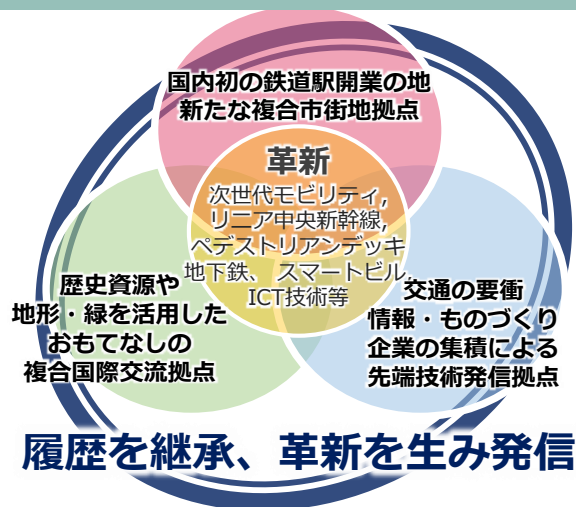 国内初の鉄道駅開業の地
新たな複合市街地拠点
革新
次世代モビリティ,
リニア中央新幹線,
ペデストリアンデッキ
地下鉄、スマートビル,
ICT技術等
歴史資源や
地形・緑を活用した
おもてなしの
複合国際交流拠点
交通の要衝
情報・ものづくり
企業の集積による
先端技術発信拠点
履歴を継承、革新を生み発信